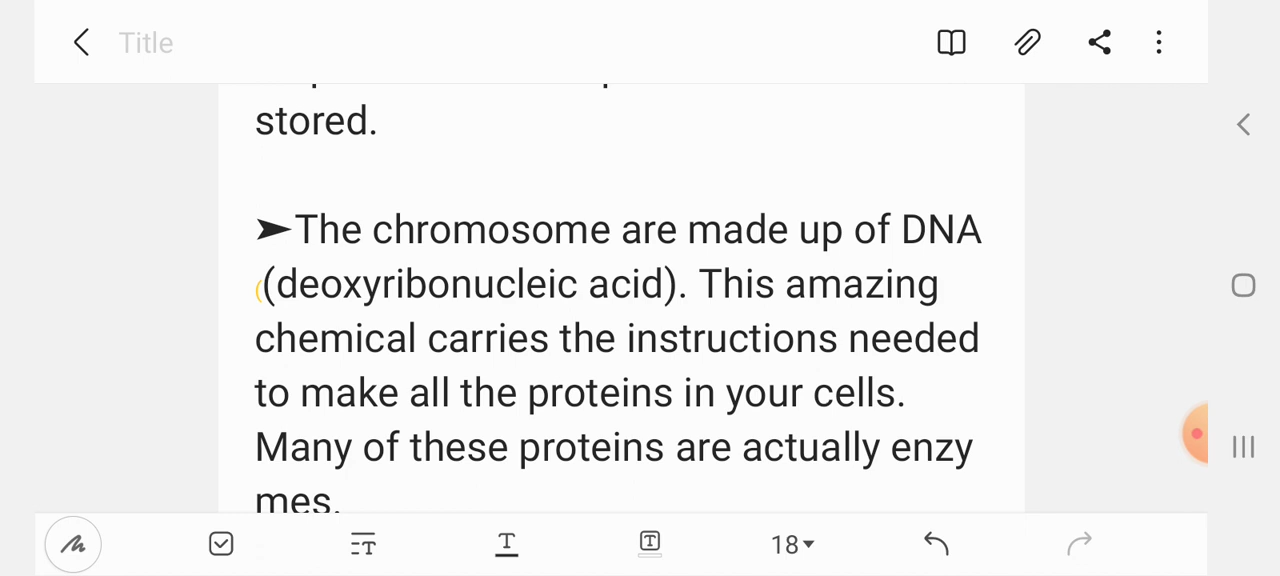 Title
stored.
➤The chromosome are made up of DNA
(deoxyribonucleic acid). This amazing
chemical carries the instructions needed
to make all the proteins in your cells.
Many of these proteins are actually enzy
mes.
18